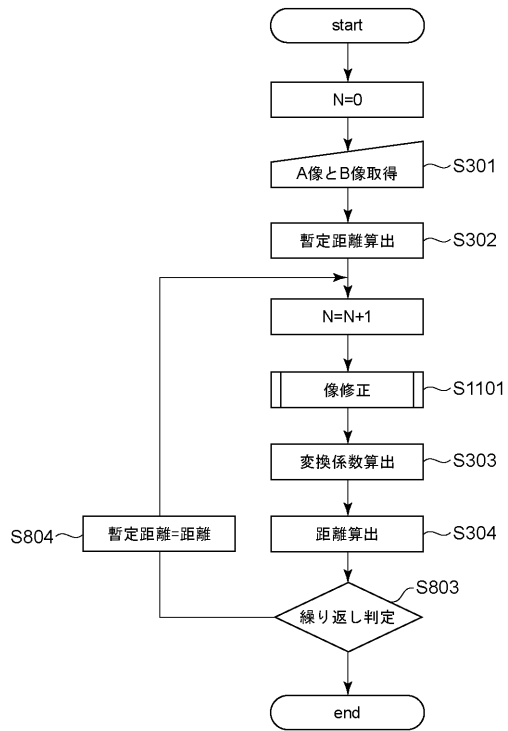 start
N=0
A像とB像取得
S301
暫定距離算出
S302
N=N+1
像修正
S1101
変換係数算出
S303
距離算出
S304
暫定距離=距離
S804
繰り返し判定
S803
end